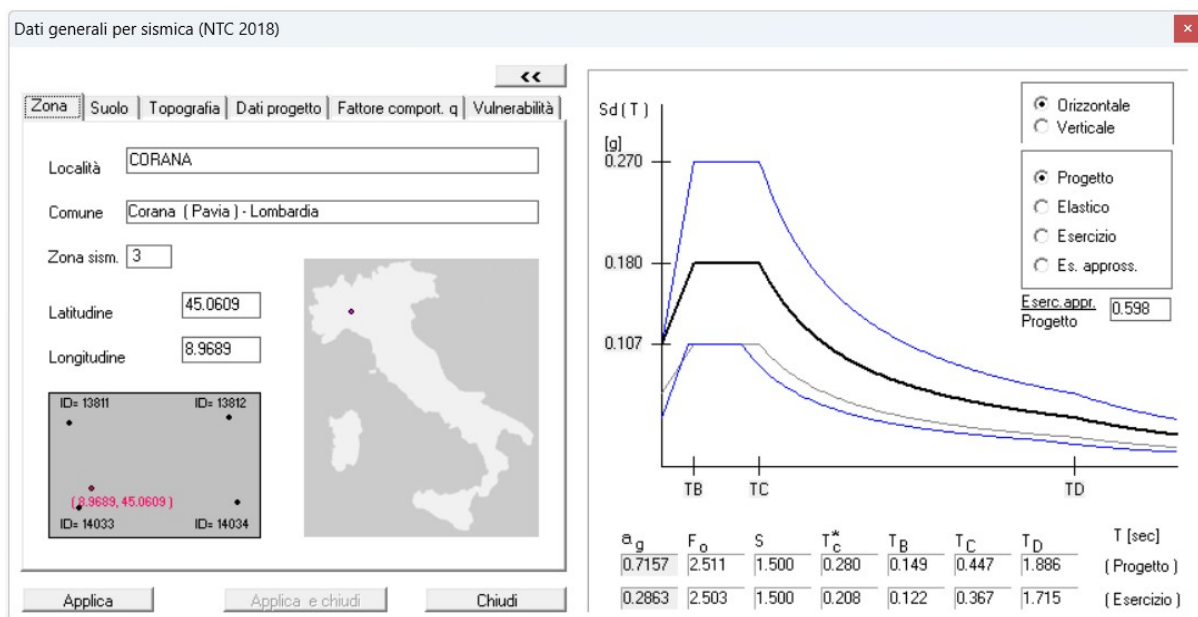 Dati generali per sismica (NTC 2018)
×
<<
Zona Suolo Topografia Dati progetto Fattore comport. q Vulnerabilità
Località CORANA
Comune Corana ( Pavia ) - Lombardia
Zona sism. 3
Latitudine 45.0609
Longitudine 8.9689
ID= 13811 ID= 13812
( 8.9689, 45.0609 )
ID= 14033 ID= 14034
Applica Applica e chiudi Chiudi
Sd ( T )
[g]
0.270
0.180
0.107
TB TC TD
Orizzontale
Verticale
Progetto
Elastico
Esercizio
Es. appross.
Eserc.appr.
Progetto
0.598
ag Fo S Tc* TB TC TD T [sec]
0.7157 2.511 1.500 0.280 0.149 0.447 1.886 ( Progetto )
0.2863 2.503 1.500 0.208 0.122 0.367 1.715 ( Esercizio )